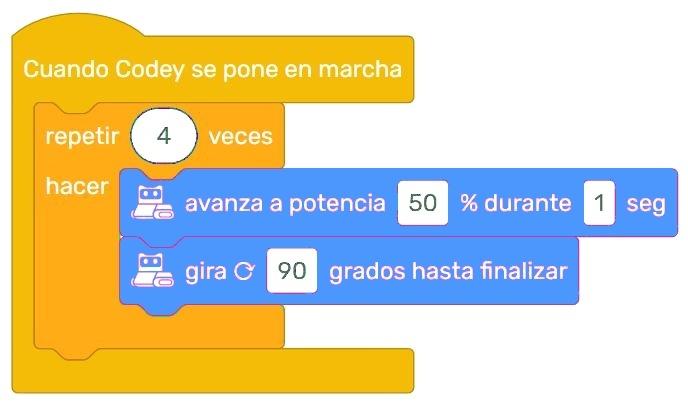 Cuando Codey se pone en marcha
repetir 4 veces
hacer
avanza a potencia 50 % durante 1 seg
gira ⟳ 90 grados hasta finalizar